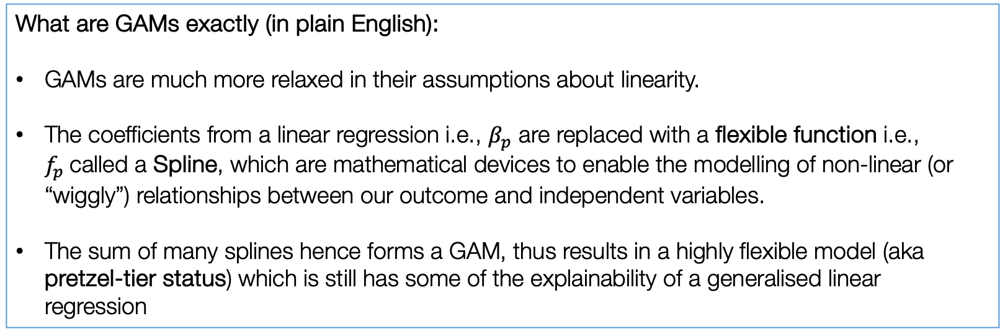 What are GAMs exactly (in plain English):
• GAMs are much more relaxed in their assumptions about linearity.
• The coefficients from a linear regression i.e., βₚ are replaced with a flexible function i.e.,
fₚ called a Spline, which are mathematical devices to enable the modelling of non-linear (or
“wiggly”) relationships between our outcome and independent variables.
• The sum of many splines hence forms a GAM, thus results in a highly flexible model (aka
pretzel-tier status) which is still has some of the explainability of a generalised linear
regression